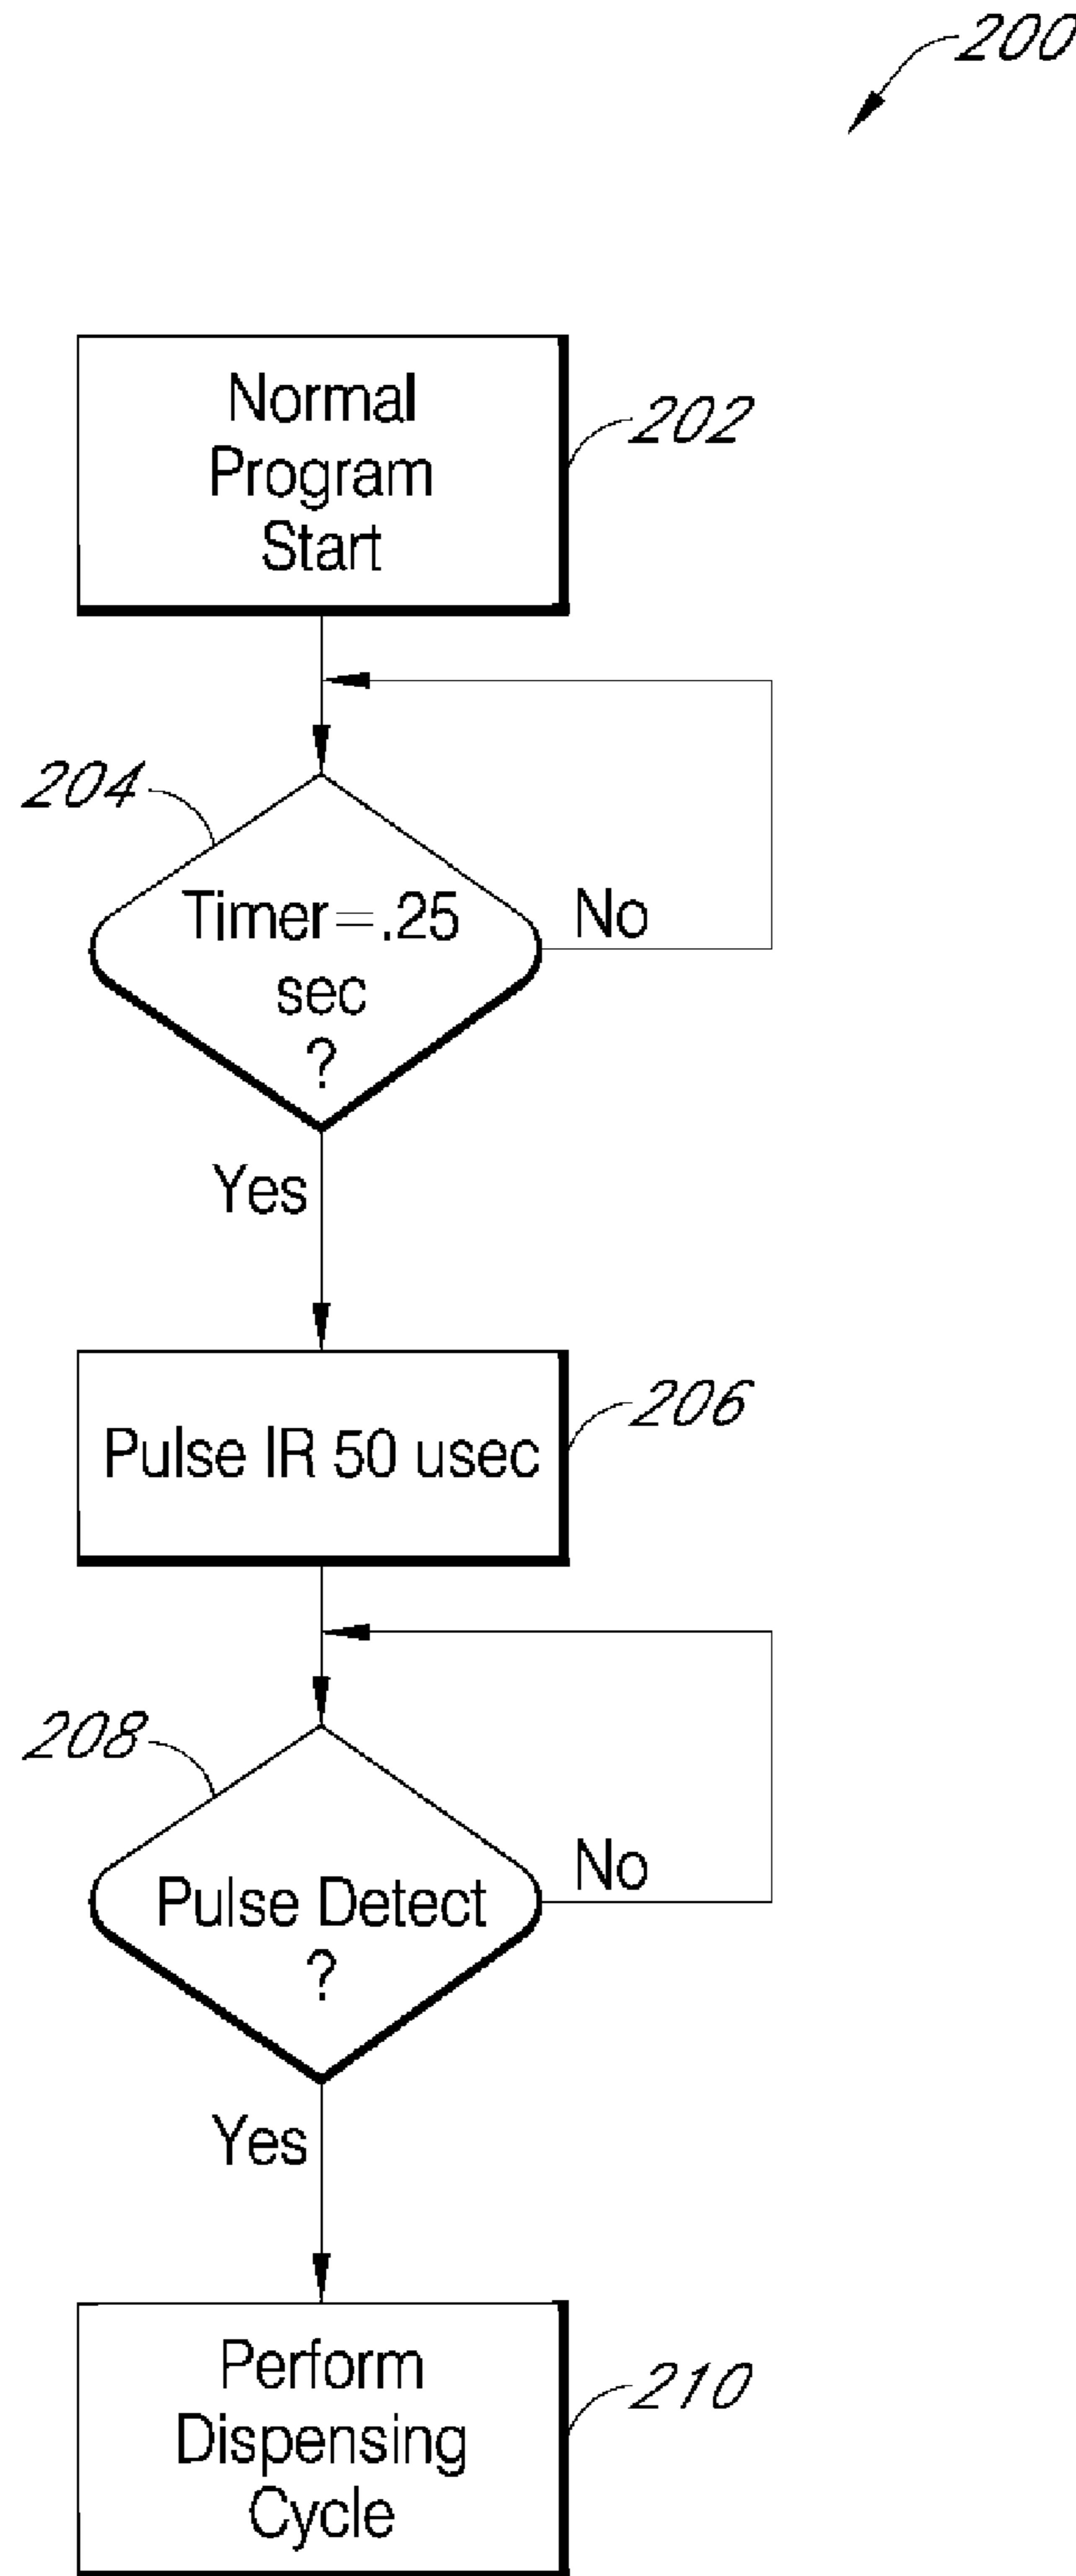 200
Normal
Program
Start
202
204
Timer=.25
sec
?
No
Yes
Pulse IR 50 usec
206
208
Pulse Detect
?
No
Yes
Perform
Dispensing
Cycle
210